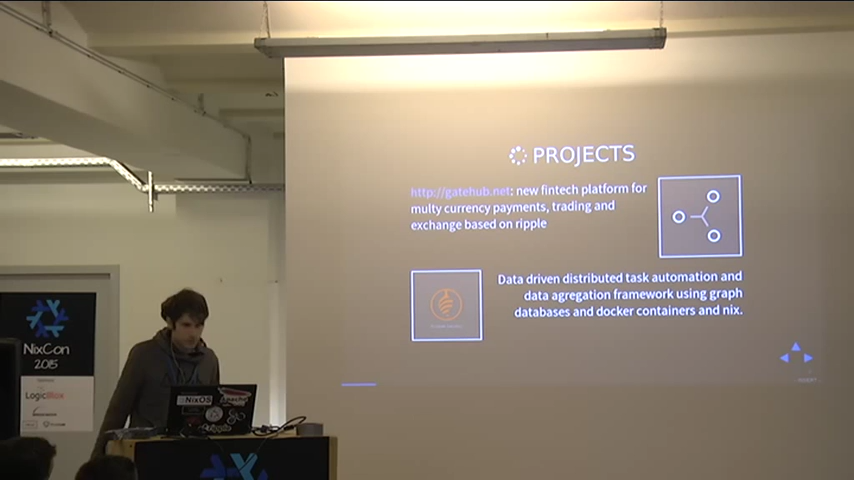 PROJECTS
http://gatehub.net: new fintech platform for
multy currency payments, trading and
exchange based on ripple
Data driven distributed task automation and
data agregation framework using graph
databases and docker containers and nix.
NixCon
2015
LogicBlox
NixOS
Apache